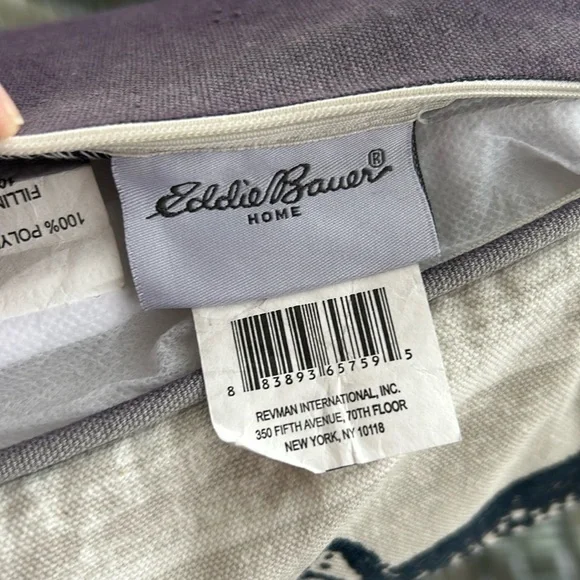 Eddie Bauer®
HOME
100% POLY
FILLIN
8 83893 65759 5
REVMAN INTERNATIONAL, INC.
350 FIFTH AVENUE, 70TH FLOOR
NEW YORK, NY 10118